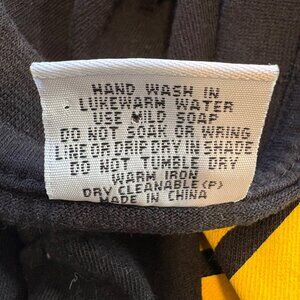 HAND WASH IN
LUKEWARM WATER
USE MILD SOAP
DO NOT SOAK OR WRING
LINE OR DRIP DRY IN SHADE
DO NOT TUMBLE DRY
WARM IRON
DRY CLEANABLE <P>
MADE IN CHINA